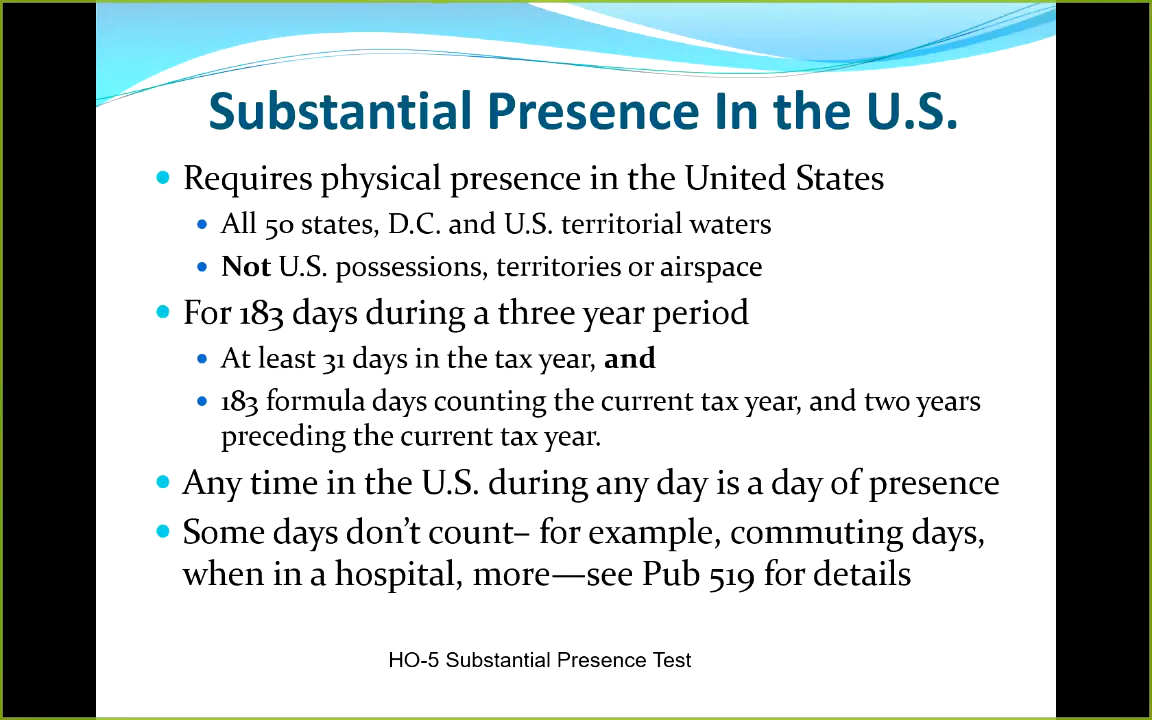 Substantial Presence In the U.S.
Requires physical presence in the United States
All 50 states, D.C. and U.S. territorial waters
Not U.S. possessions, territories or airspace
For 183 days during a three year period
At least 31 days in the tax year, and
183 formula days counting the current tax year, and two years
preceding the current tax year.
Any time in the U.S. during any day is a day of presence
Some days don’t count– for example, commuting days,
when in a hospital, more—see Pub 519 for details
HO-5 Substantial Presence Test